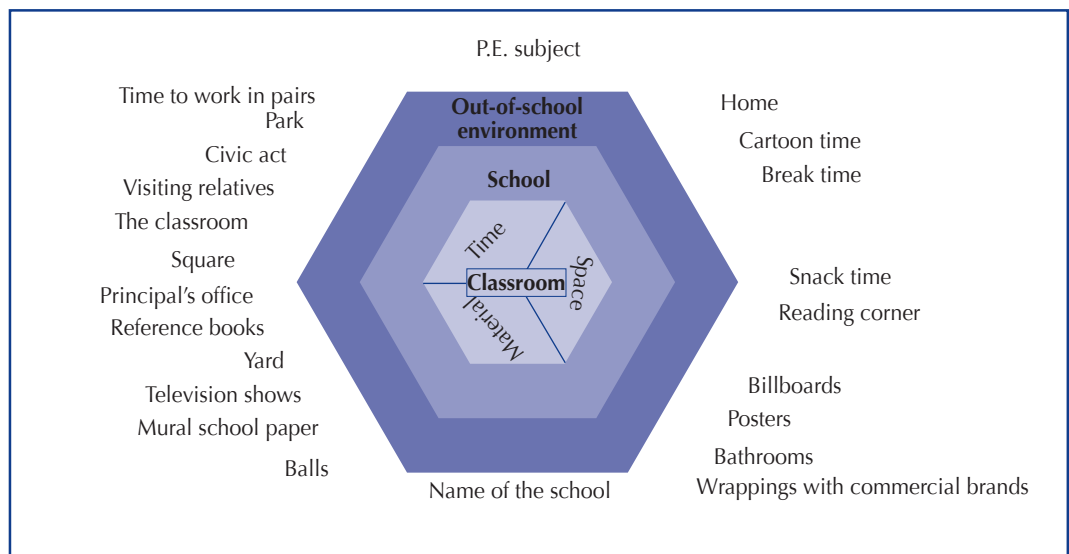 P.E. subject
Time to work in pairs
Park
Civic act
Visiting relatives
The classroom
Square
Principal's office
Reference books
Yard
Television shows
Mural school paper
Balls
Out-of-school
environment
School
Time
Space
Classroom
Material
Name of the school
Home
Cartoon time
Break time
Snack time
Reading corner
Billboards
Posters
Bathrooms
Wrappings with commercial brands